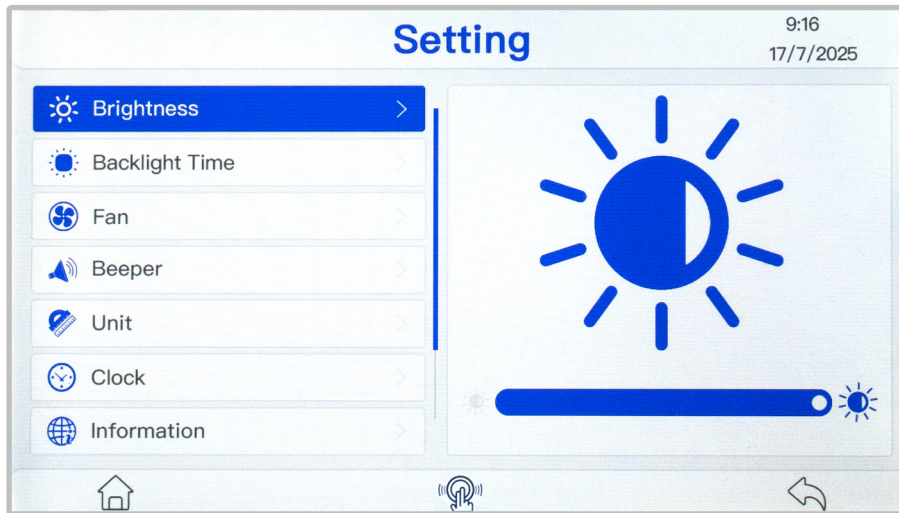 Setting
9:16
17/7/2025
Brightness
Backlight Time
Fan
Beeper
Unit
Clock
Information